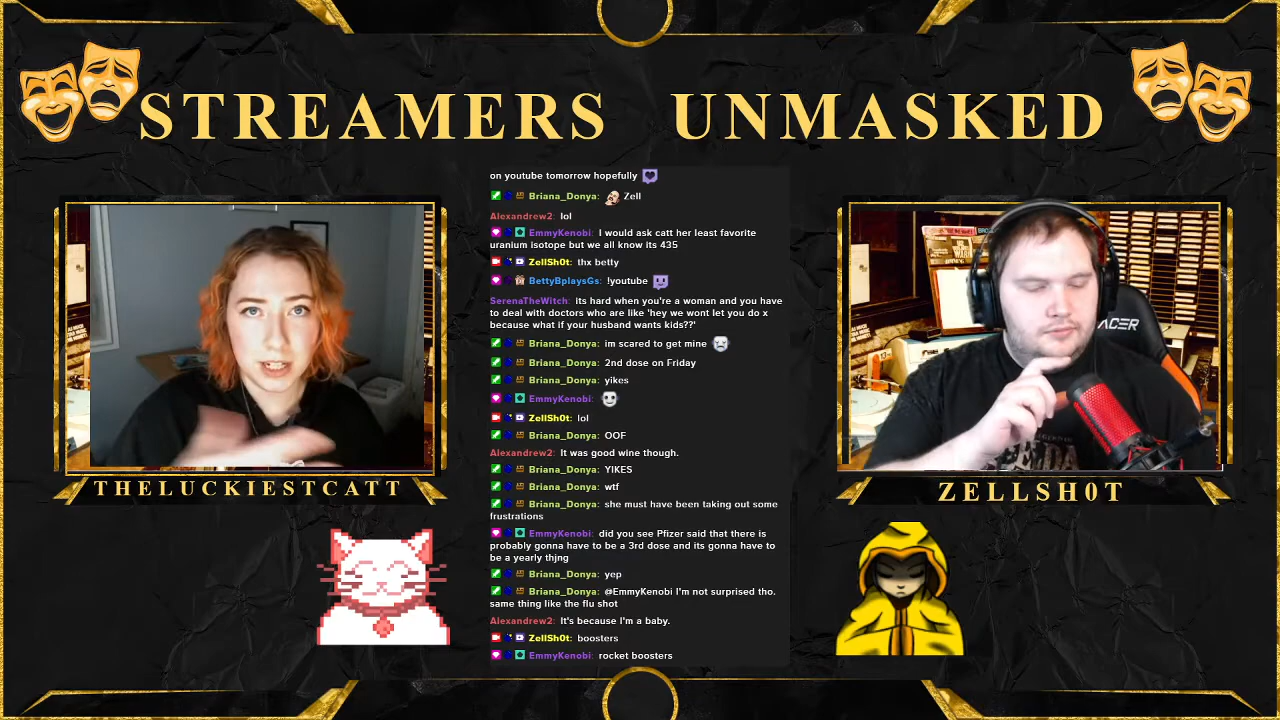 STREAMERS UNMASKED
on youtube tomorrow hopefully
Briana_Donya: Zell
Alexandrew2: lol
EmmyKenobi: I would ask catt her least favorite
uranium isotope but we all know its 435
ZellSh0t: thx betty
BettyBplaysGs: !youtube
SerenaTheWitch: its hard when you're a woman and you have
to deal with doctors who are like 'hey we wont let you do x
because what if your husband wants kids??'
Briana_Donya: im scared to get mine
Briana_Donya: 2nd dose on Friday
Briana_Donya: yikes
EmmyKenobi:
ZellSh0t: lol
Briana_Donya: OOF
Alexandrew2: It was good wine though.
Briana_Donya: YIKES
Briana_Donya: wtf
Briana_Donya: she must have been taking out some
frustrations
EmmyKenobi: did you see Pfizer said that there is
probably gonna have to be a 3rd dose and its gonna have to
be a yearly thjng
Briana_Donya: yep
Briana_Donya: @EmmyKenobi I'm not surprised tho.
same thing like the flu shot
Alexandrew2: It's because I'm a baby.
ZellSh0t: boosters
EmmyKenobi: rocket boosters
THELUCKIESTCATT
ZELLSH0T
ACER